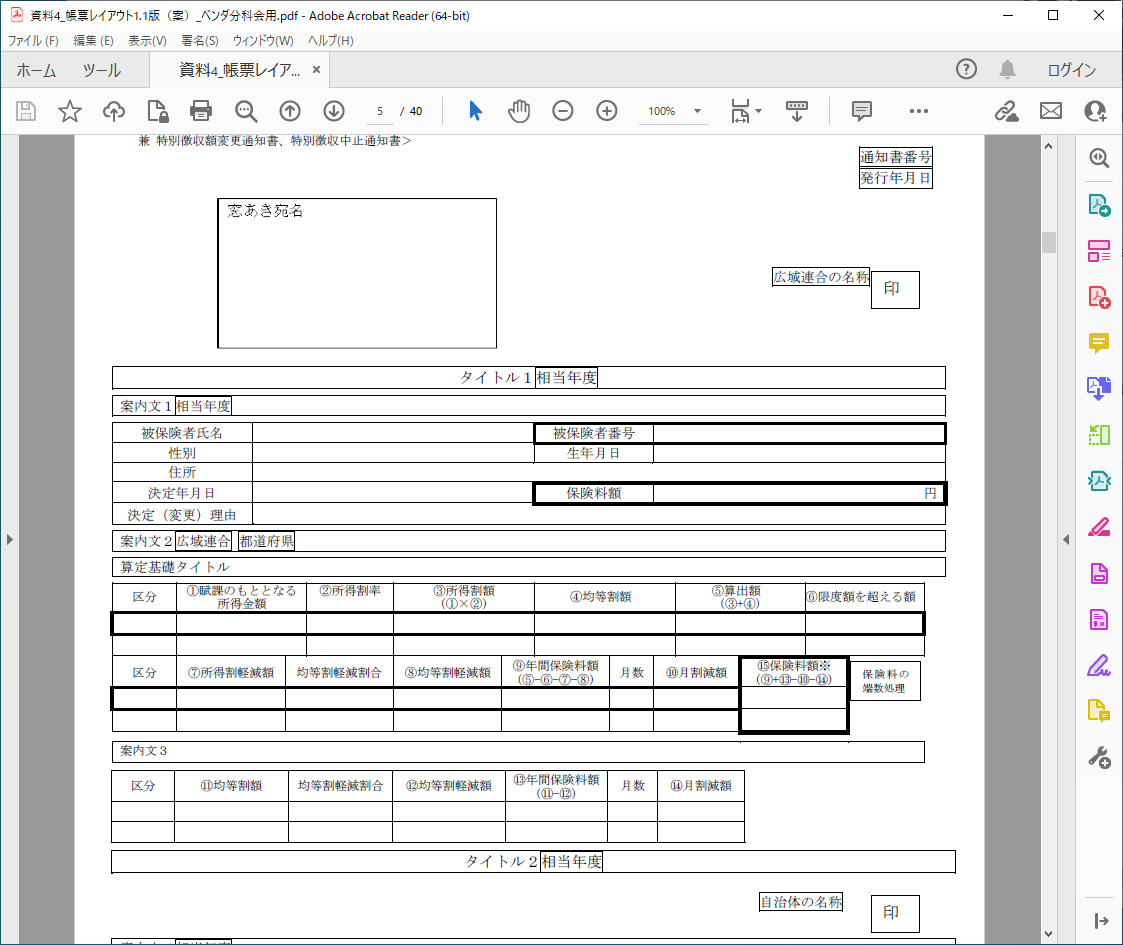 資料4_帳票レイアウト1.1版（案）_ベンダ分科会用.pdf - Adobe Acrobat Reader (64-bit)
ファイル(F) 編集(E) 表示(V) 署名(S) ウィンドウ(W) ヘルプ(H)
ホーム ツール 資料4_帳票レイア... × ログイン
5 / 40 100%
兼 特別徴収額変更通知書、特別徴収中止通知書＞
通知書番号
発行年月日
窓あき宛名
広域連合の名称 印
タイトル１相当年度
案内文１相当年度
被保険者氏名 被保険者番号
性別 生年月日
住所
決定年月日 保険料額 円
決定（変更）理由
案内文２広域連合 都道府県
算定基礎タイトル
区分 ①賦課のもととなる所得金額 ②所得割率 ③所得割額(①×②) ④均等割額 ⑤算出額(③+④) ⑥限度額を超える額
区分 ⑦所得割軽減額 均等割軽減割合 ⑧均等割軽減額 ⑨年間保険料額(⑤-⑥-⑦-⑧) 月数 ⑩月割減額 ⑮保険料額※(⑨+⑬-⑩-⑭) 保険料の端数処理
案内文３
区分 ⑪均等割額 均等割軽減割合 ⑫均等割軽減額 ⑬年間保険料額(⑪-⑫) 月数 ⑭月割減額
タイトル２相当年度
自治体の名称 印